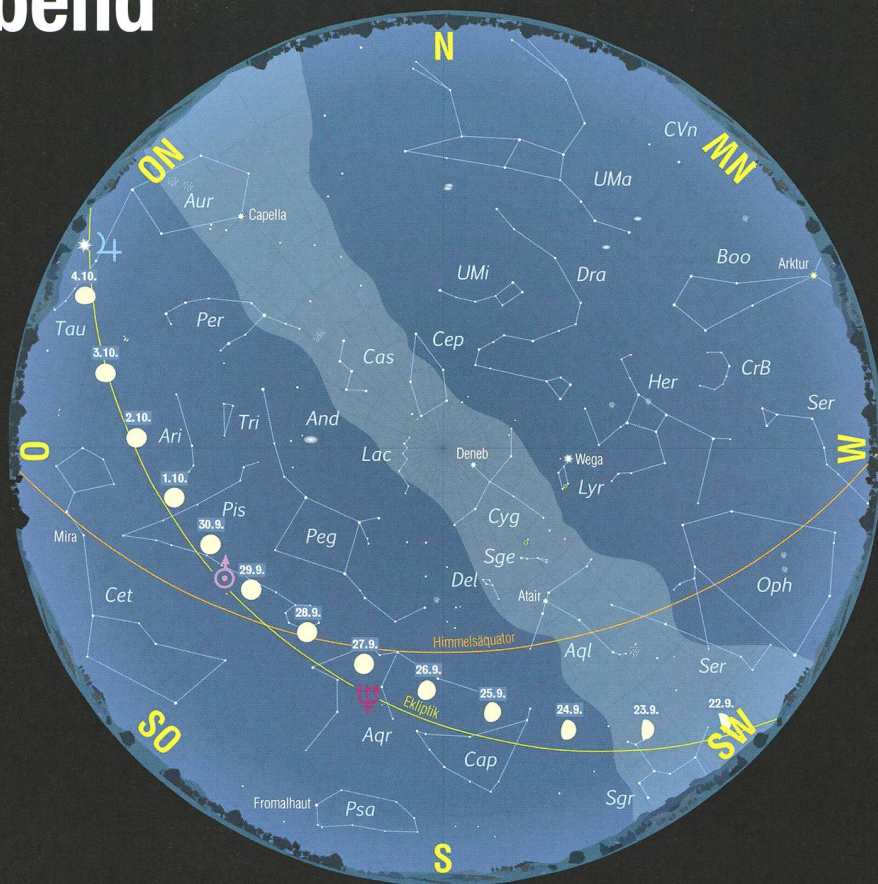 bend
N
NO
NW
CVn
Aur
Capella
UMa
4.10.
UMi
Dra
Boo
Arktur
Tau
Per
Cep
3.10.
Cas
Her
CrB
Ser
2.10.
Ari
Tri
And
O
Lac
Deneb
Wega
W
1.10.
Lyr
Pis
30.9.
Mira
Peg
Cyg
29.9.
Sge
Del
Cet
Atair
Oph
28.9.
27.9.
Himmelsäquator
Aql
Ser
26.9.
25.9.
24.9.
23.9.
22.9.
Ekliptik
SO
Aqr
SW
Cap
Sgr
Fromalhaut
Psa
S